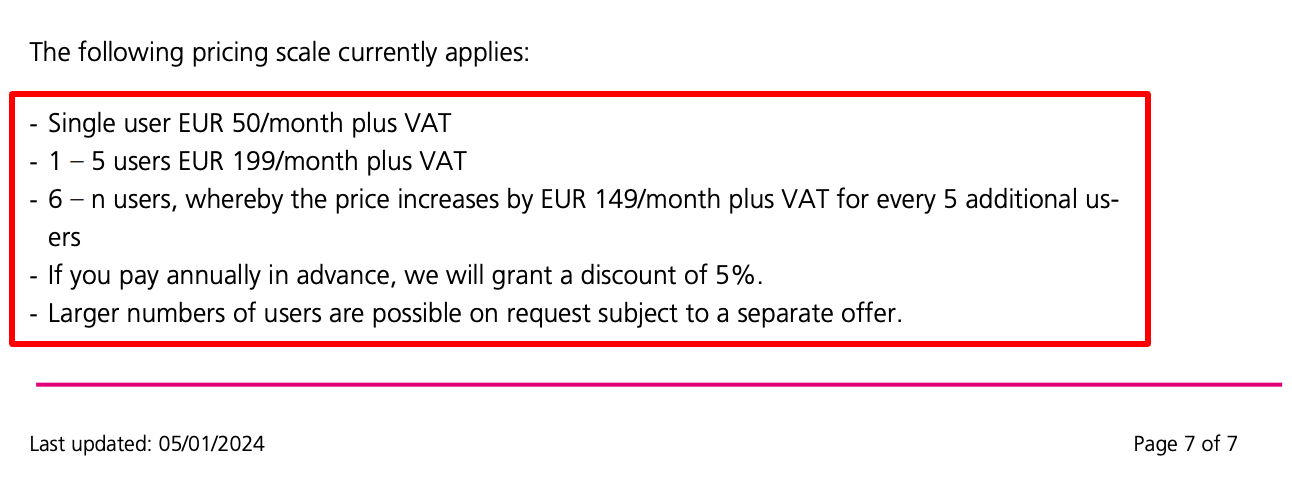 The following pricing scale currently applies:
- Single user EUR 50/month plus VAT
- 1 – 5 users EUR 199/month plus VAT
- 6 – n users, whereby the price increases by EUR 149/month plus VAT for every 5 additional us-
ers
- If you pay annually in advance, we will grant a discount of 5%.
- Larger numbers of users are possible on request subject to a separate offer.
Last updated: 05/01/2024 Page 7 of 7